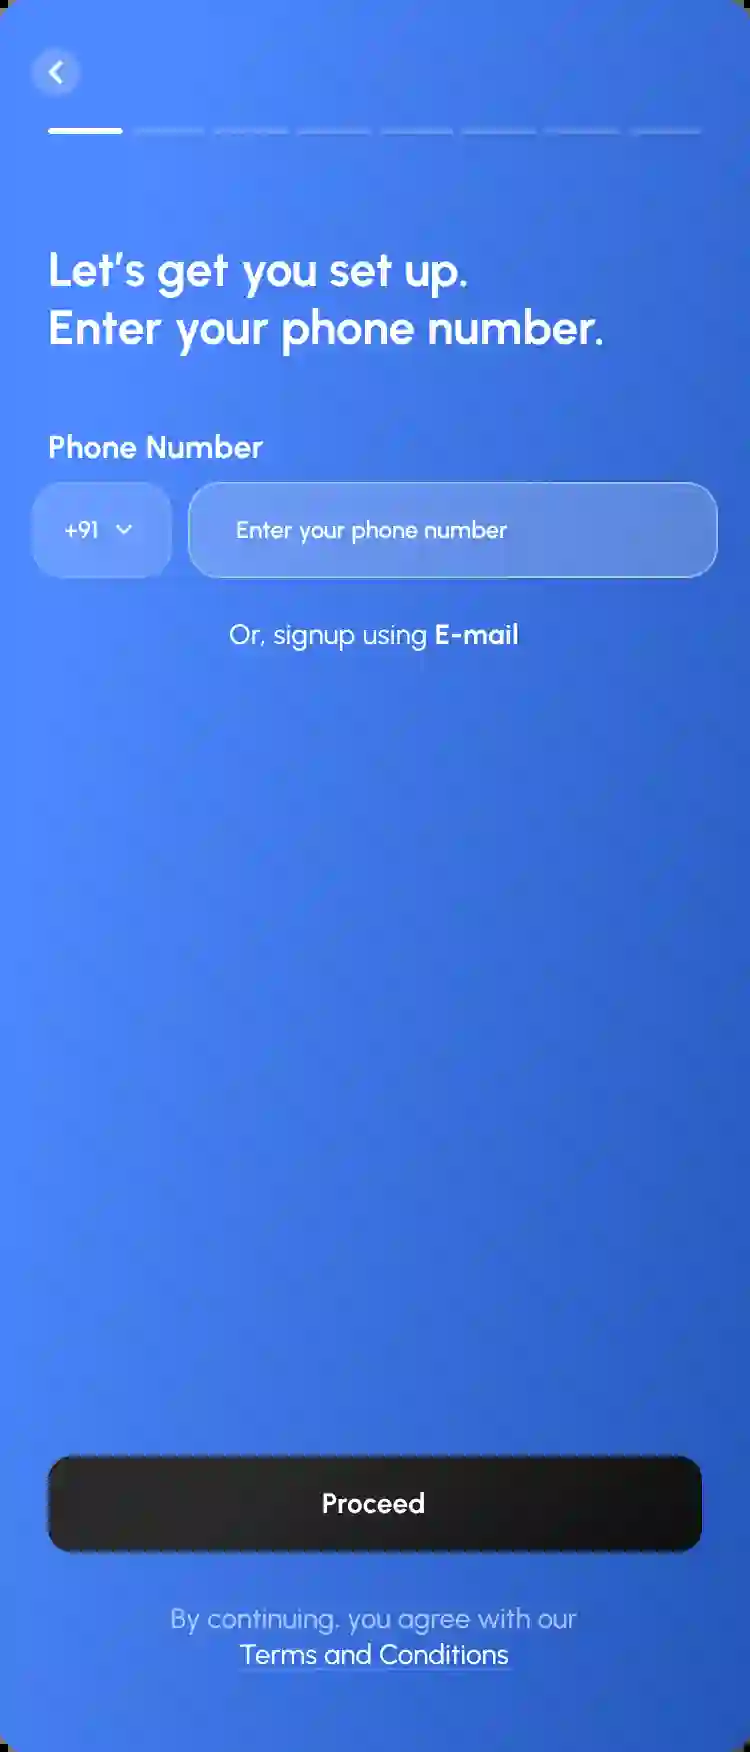 Let's get you set up.
Enter your phone number.
Phone Number
+91
Enter your phone number
Or, signup using E-mail
Proceed
By continuing, you agree with our
Terms and Conditions